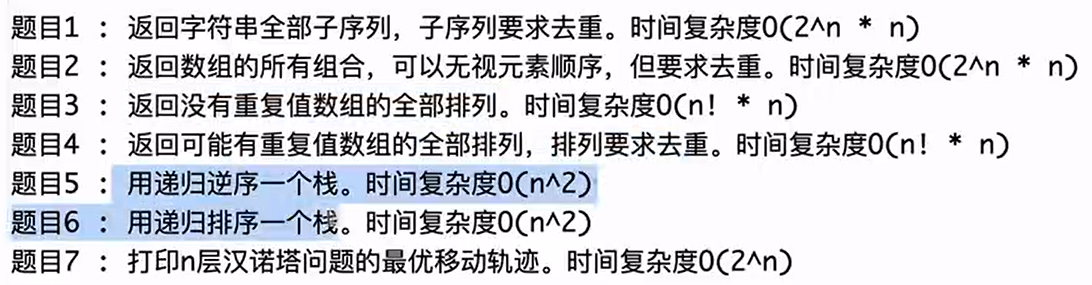 题目1 : 返回字符串全部子序列，子序列要求去重。时间复杂度O(2^n * n)
题目2 : 返回数组的所有组合，可以无视元素顺序，但要求去重。时间复杂度O(2^n * n)
题目3 : 返回没有重复值数组的全部排列。时间复杂度O(n! * n)
题目4 : 返回可能有重复值数组的全部排列，排列要求去重。时间复杂度O(n! * n)
题目5 : 用递归逆序一个栈。时间复杂度O(n^2)
题目6 : 用递归排序一个栈。时间复杂度O(n^2)
题目7 : 打印n层汉诺塔问题的最优移动轨迹。时间复杂度O(2^n)